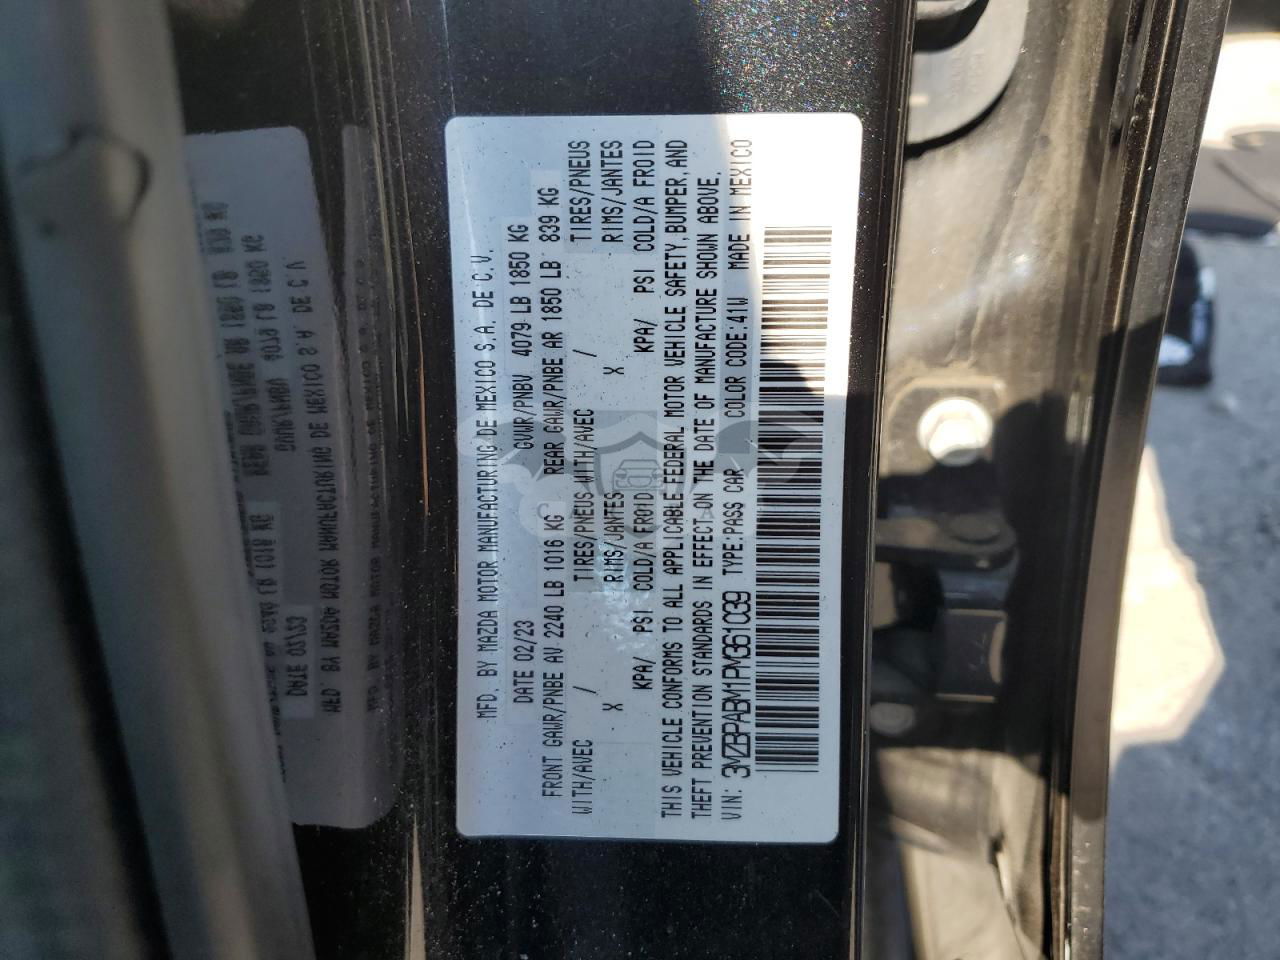 MFD. BY MAZDA MOTOR MANUFACTURING DE MEXICO S.A. DE C.V.
DATE 02/23 GVWR/PNBV 4079 LB 1850 KG
FRONT GAWR/PNBE AV 2240 LB 1016 KG REAR GAWR/PNBE AR 1850 LB 839 KG
WITH/AVEC X / TIRES/PNEUS WITH/AVEC X / TIRES/PNEUS
RIMS/JANTES RIMS/JANTES
KPA/ PSI COLD/A FROID KPA/ PSI COLD/A FROID
THIS VEHICLE CONFORMS TO ALL APPLICABLE FEDERAL MOTOR VEHICLE SAFETY, BUMPER, AND
THEFT PREVENTION STANDARDS IN EFFECT ON THE DATE OF MANUFACTURE SHOWN ABOVE.
VIN: 3MZBPABM1PM361039 TYPE:PASS CAR COLOR CODE:41W MADE IN MEXICO